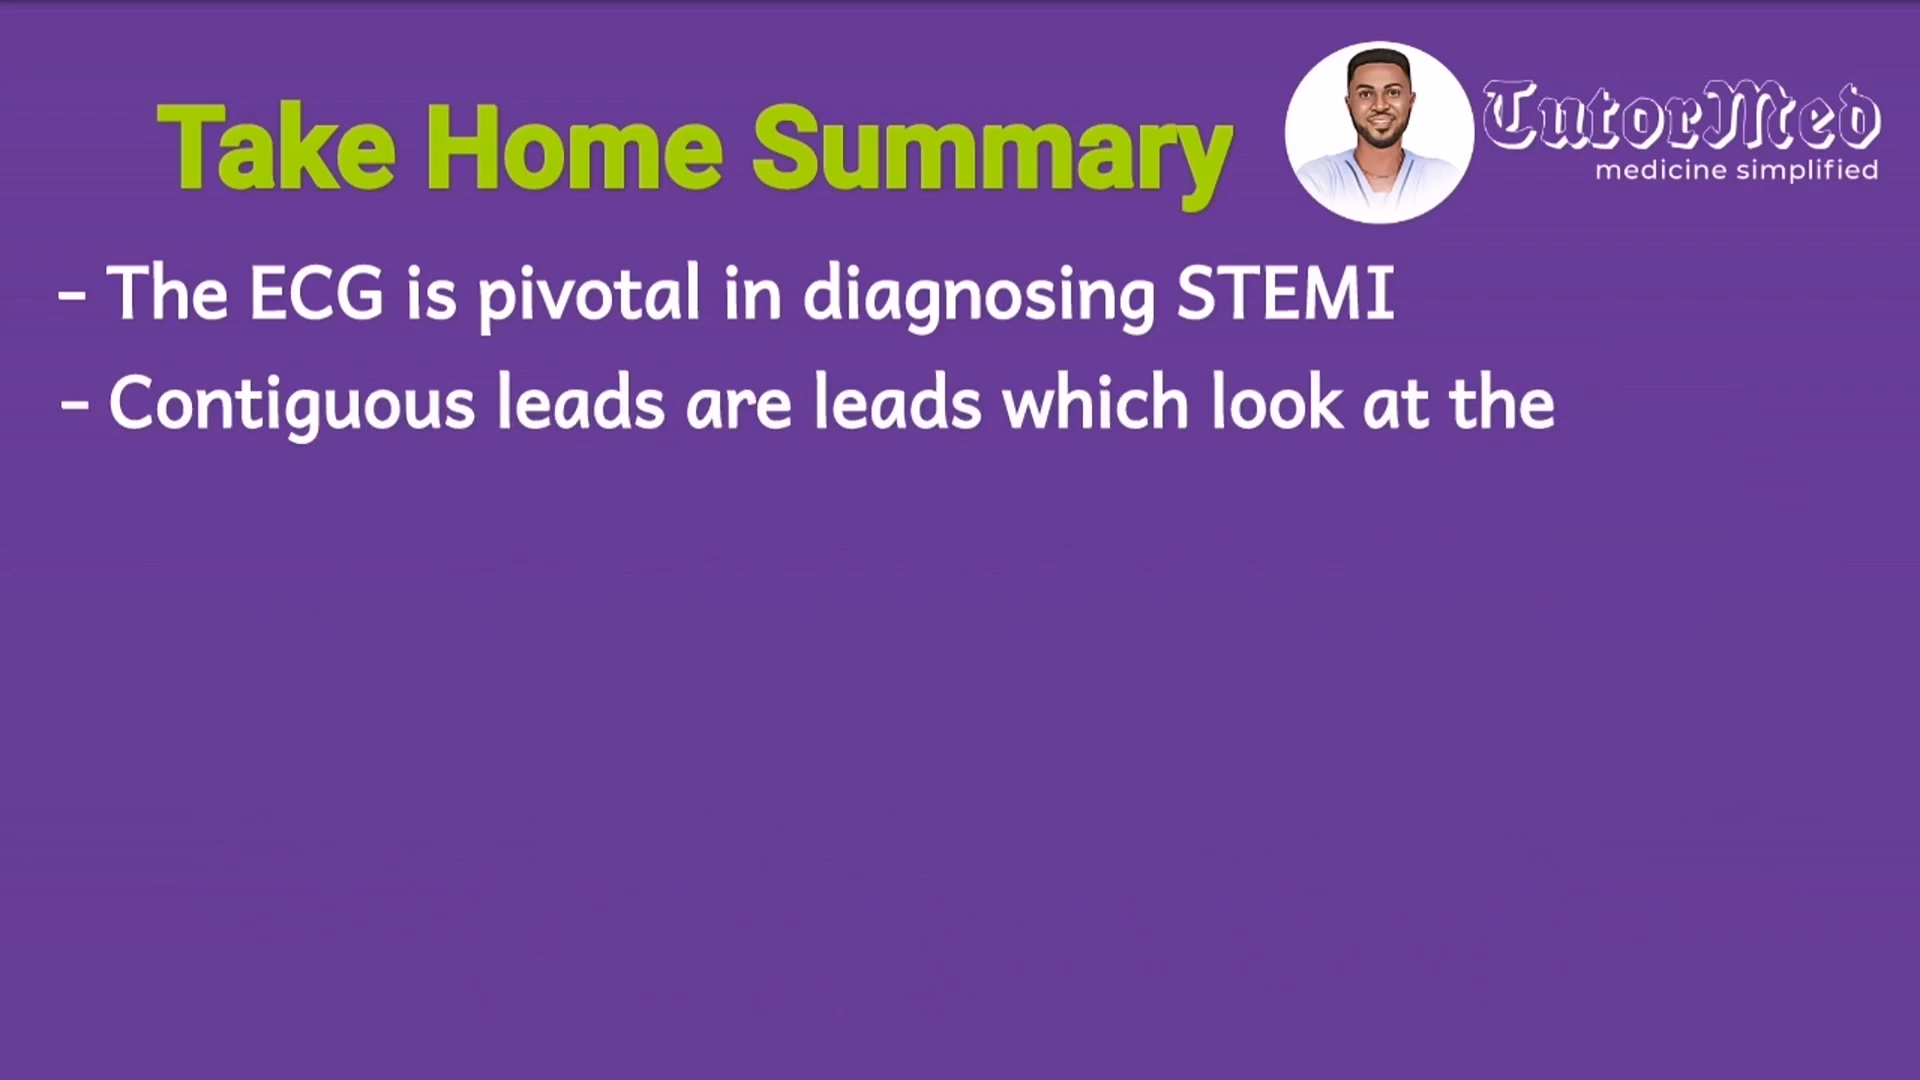 Take Home Summary
TutorMed
medicine simplified
- The ECG is pivotal in diagnosing STEMI
- Contiguous leads are leads which look at the